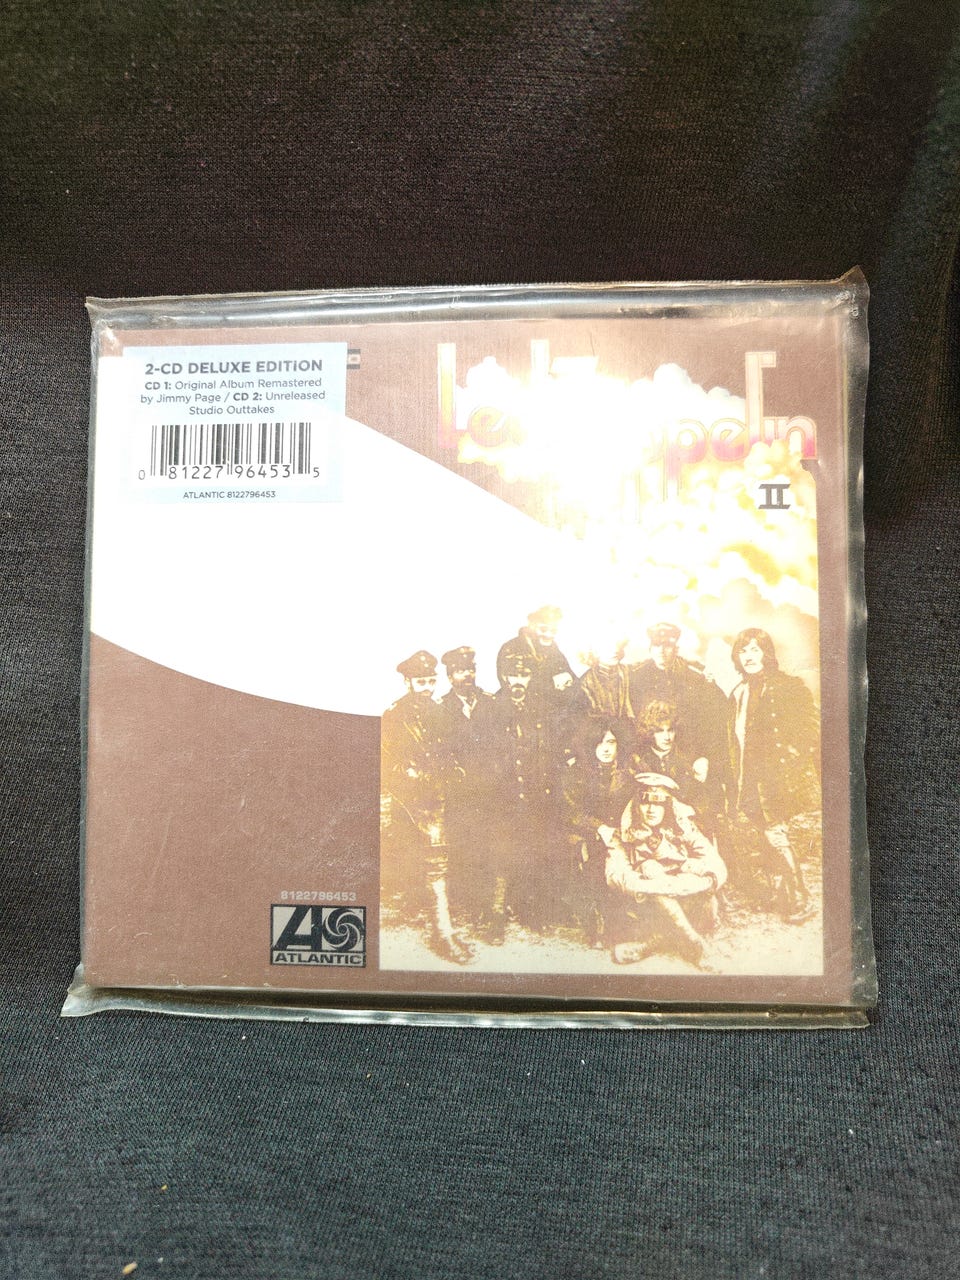 2-CD DELUXE EDITION
CD 1: Original Album Remastered
by Jimmy Page / CD 2: Unreleased
Studio Outtakes
0 81227 96453 5
ATLANTIC 8122796453
Led Zeppelin
II
8122796453
ATLANTIC